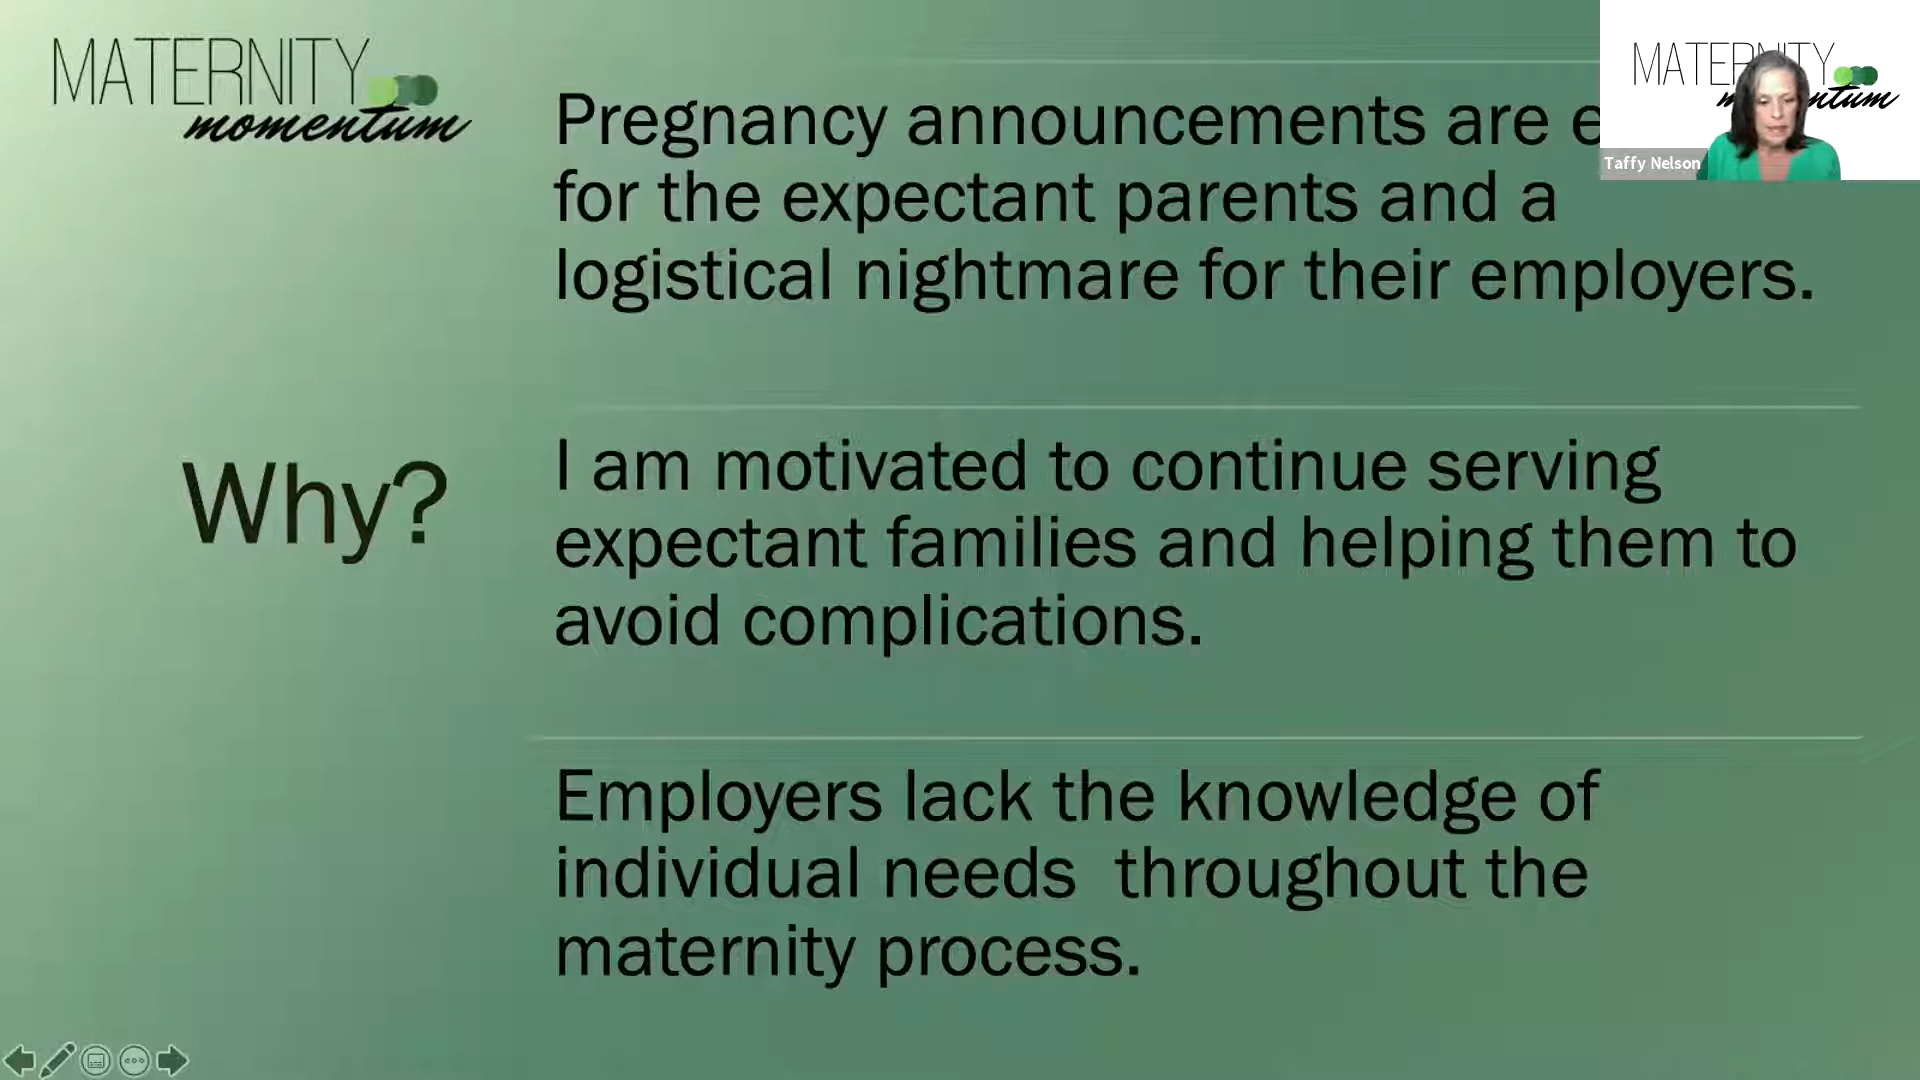 MATERNITY
momentum
Pregnancy announcements are
for the expectant parents and a
logistical nightmare for their employers.
Why?
I am motivated to continue serving
expectant families and helping them to
avoid complications.
Employers lack the knowledge of
individual needs  throughout the
maternity process.
Taffy Nelson